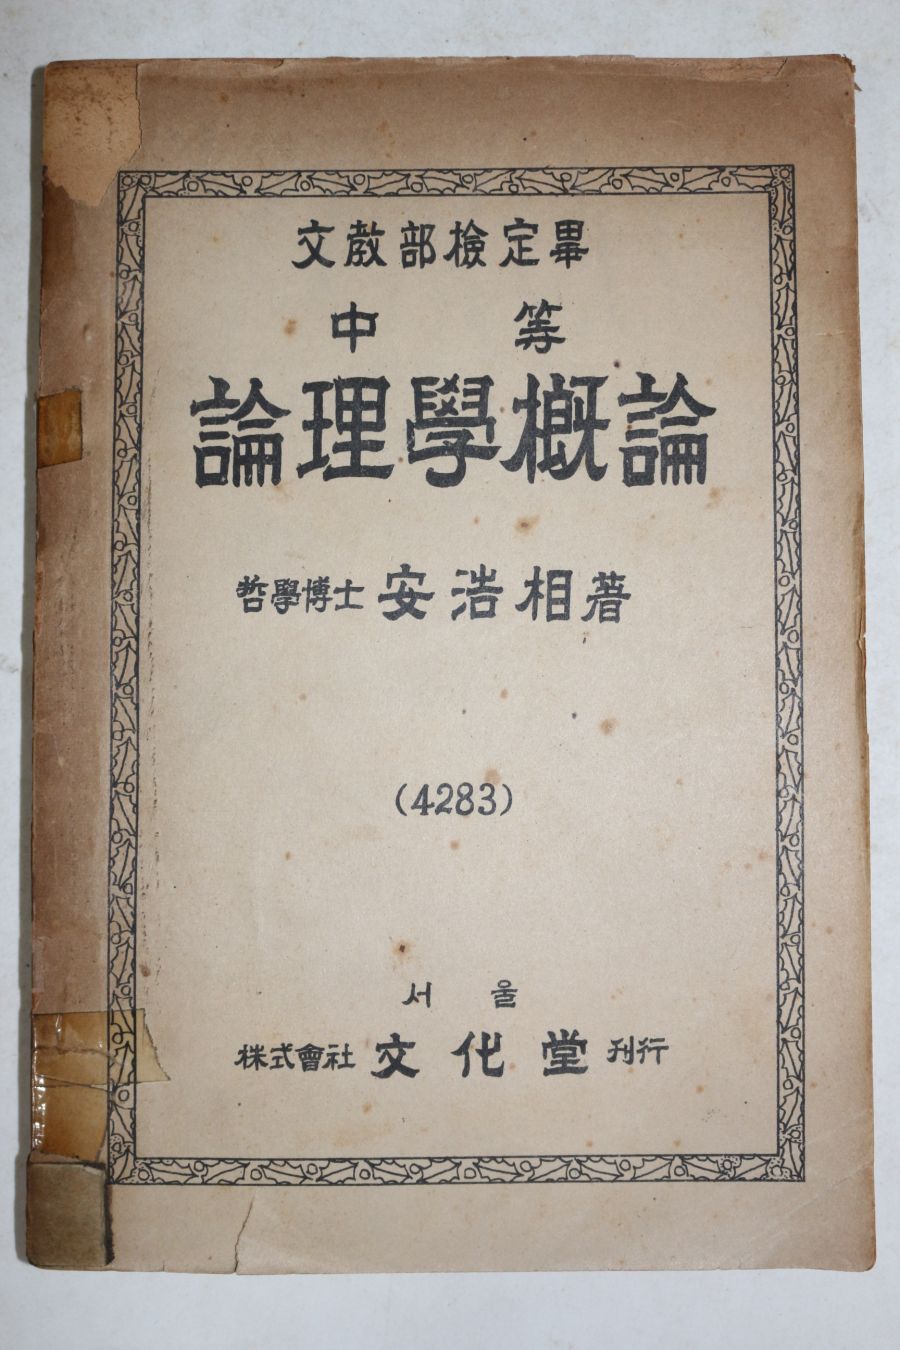 文敎部檢定畢
中等
論理學槪論
哲學博士 安浩相著
(4283)
서울
株式會社 文化堂 刊行